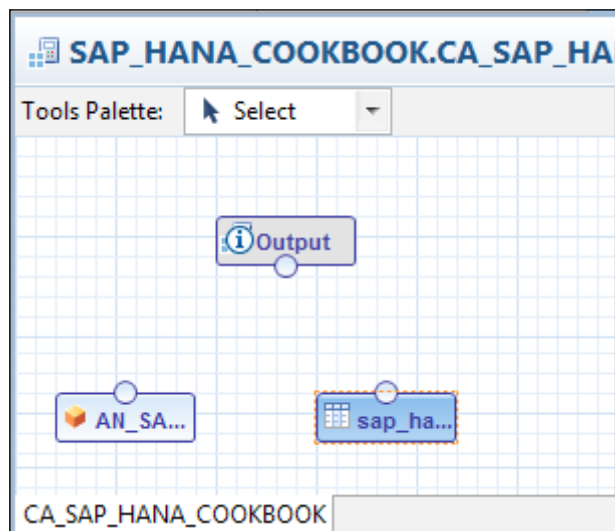 SAP_HANA_COOKBOOK.CA_SAP_HA
Tools Palette: Select
Output
AN_SA... sap_ha...
CA_SAP_HANA_COOKBOOK